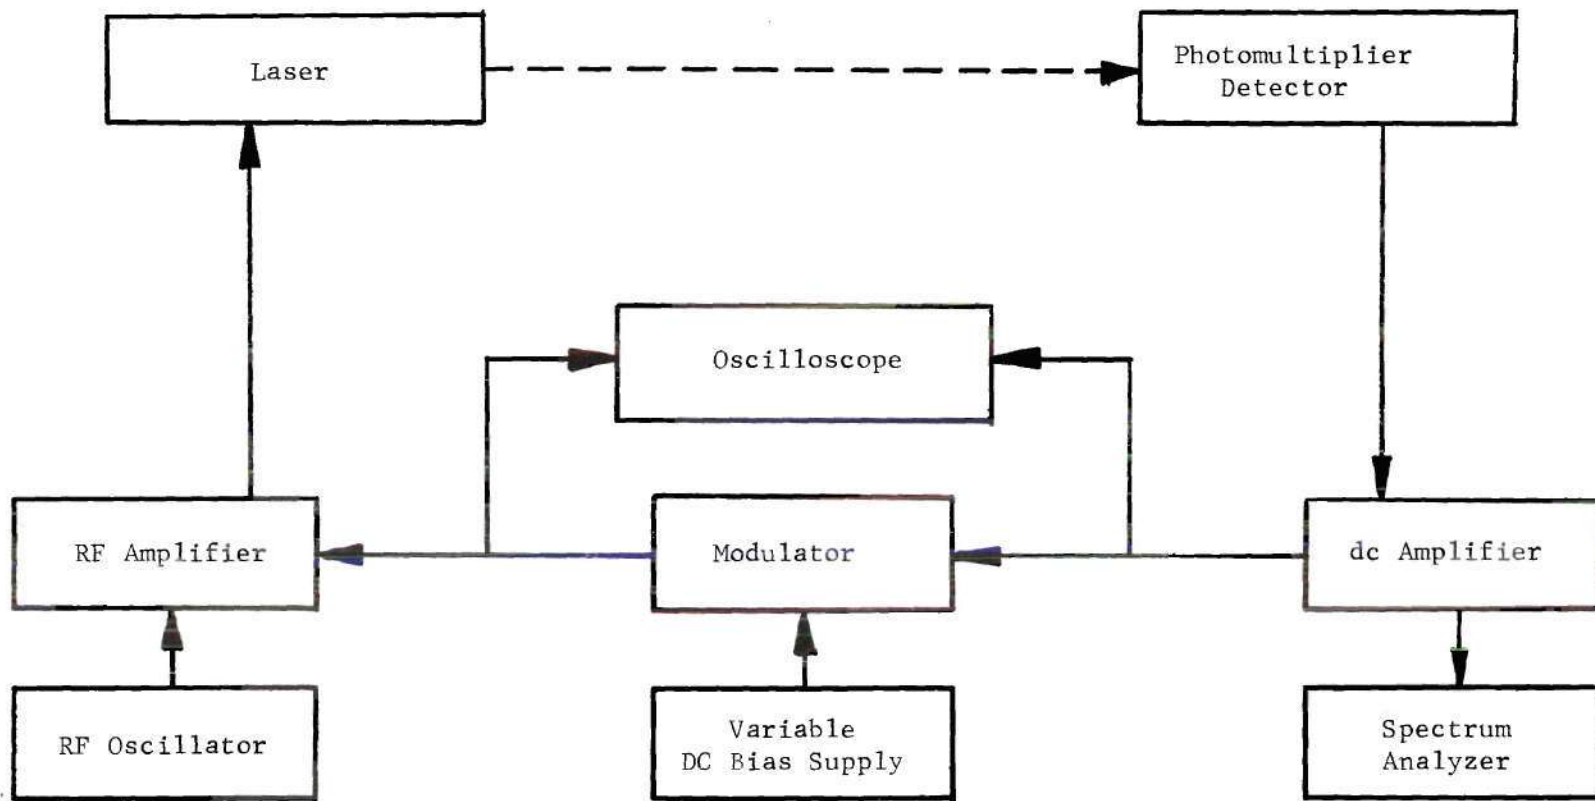 Laser
Photomultiplier
Detector
Oscilloscope
RF Amplifier
Modulator
dc Amplifier
RF Oscillator
Variable
DC Bias Supply
Spectrum
Analyzer